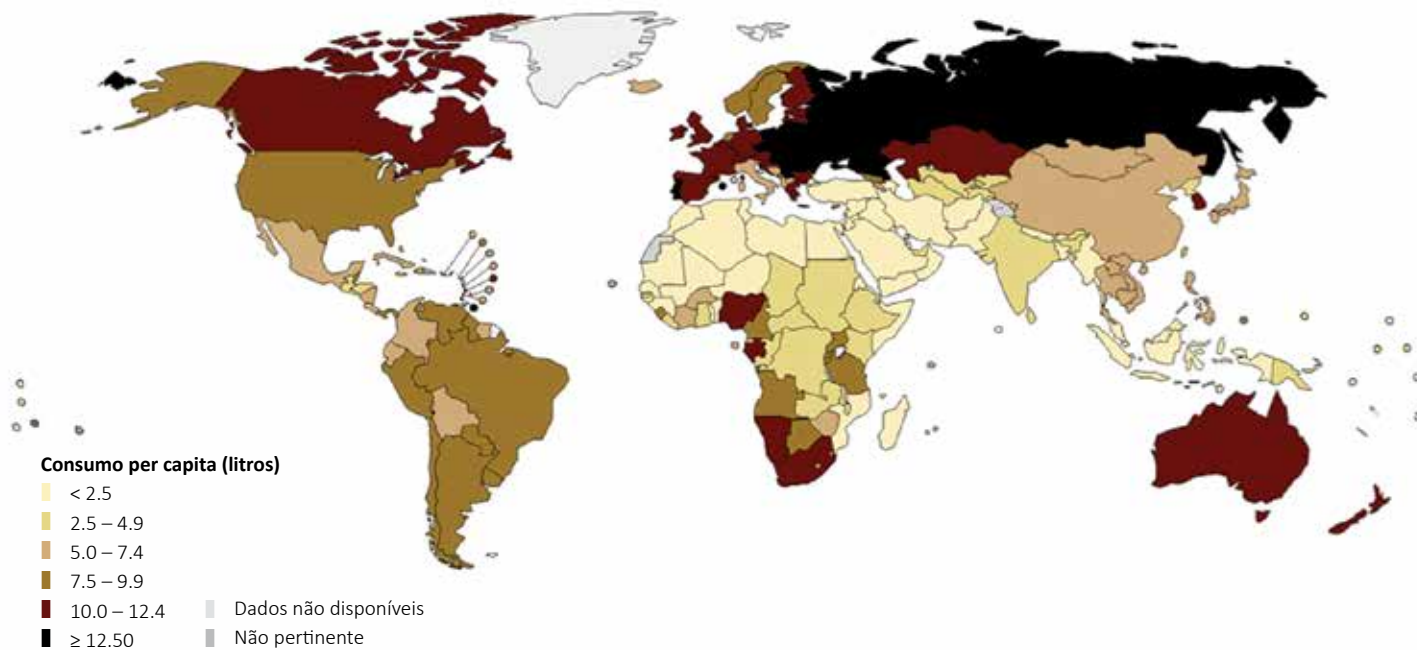 Consumo per capita (litros)
< 2.5
2.5 – 4.9
5.0 – 7.4
7.5 – 9.9
10.0 – 12.4
≥ 12.50
Dados não disponíveis
Não pertinente